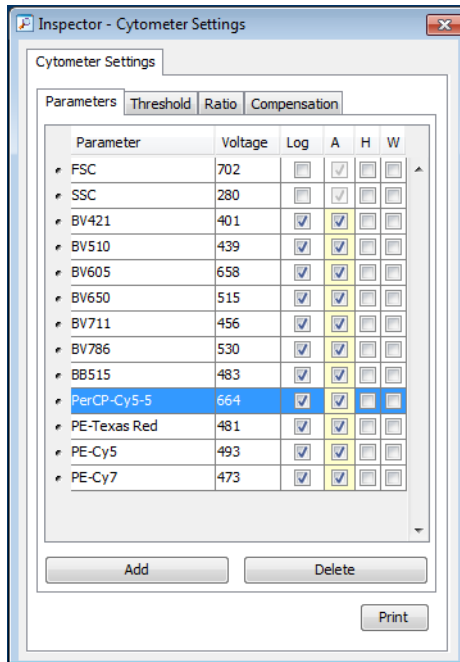 Inspector - Cytometer Settings
Cytometer Settings
Parameters Threshold Ratio Compensation
Parameter Voltage Log A H W
FSC 702
SSC 280
BV421 401
BV510 439
BV605 658
BV650 515
BV711 456
BV786 530
BB515 483
PerCP-Cy5-5 664
PE-Texas Red 481
PE-Cy5 493
PE-Cy7 473
Add Delete
Print